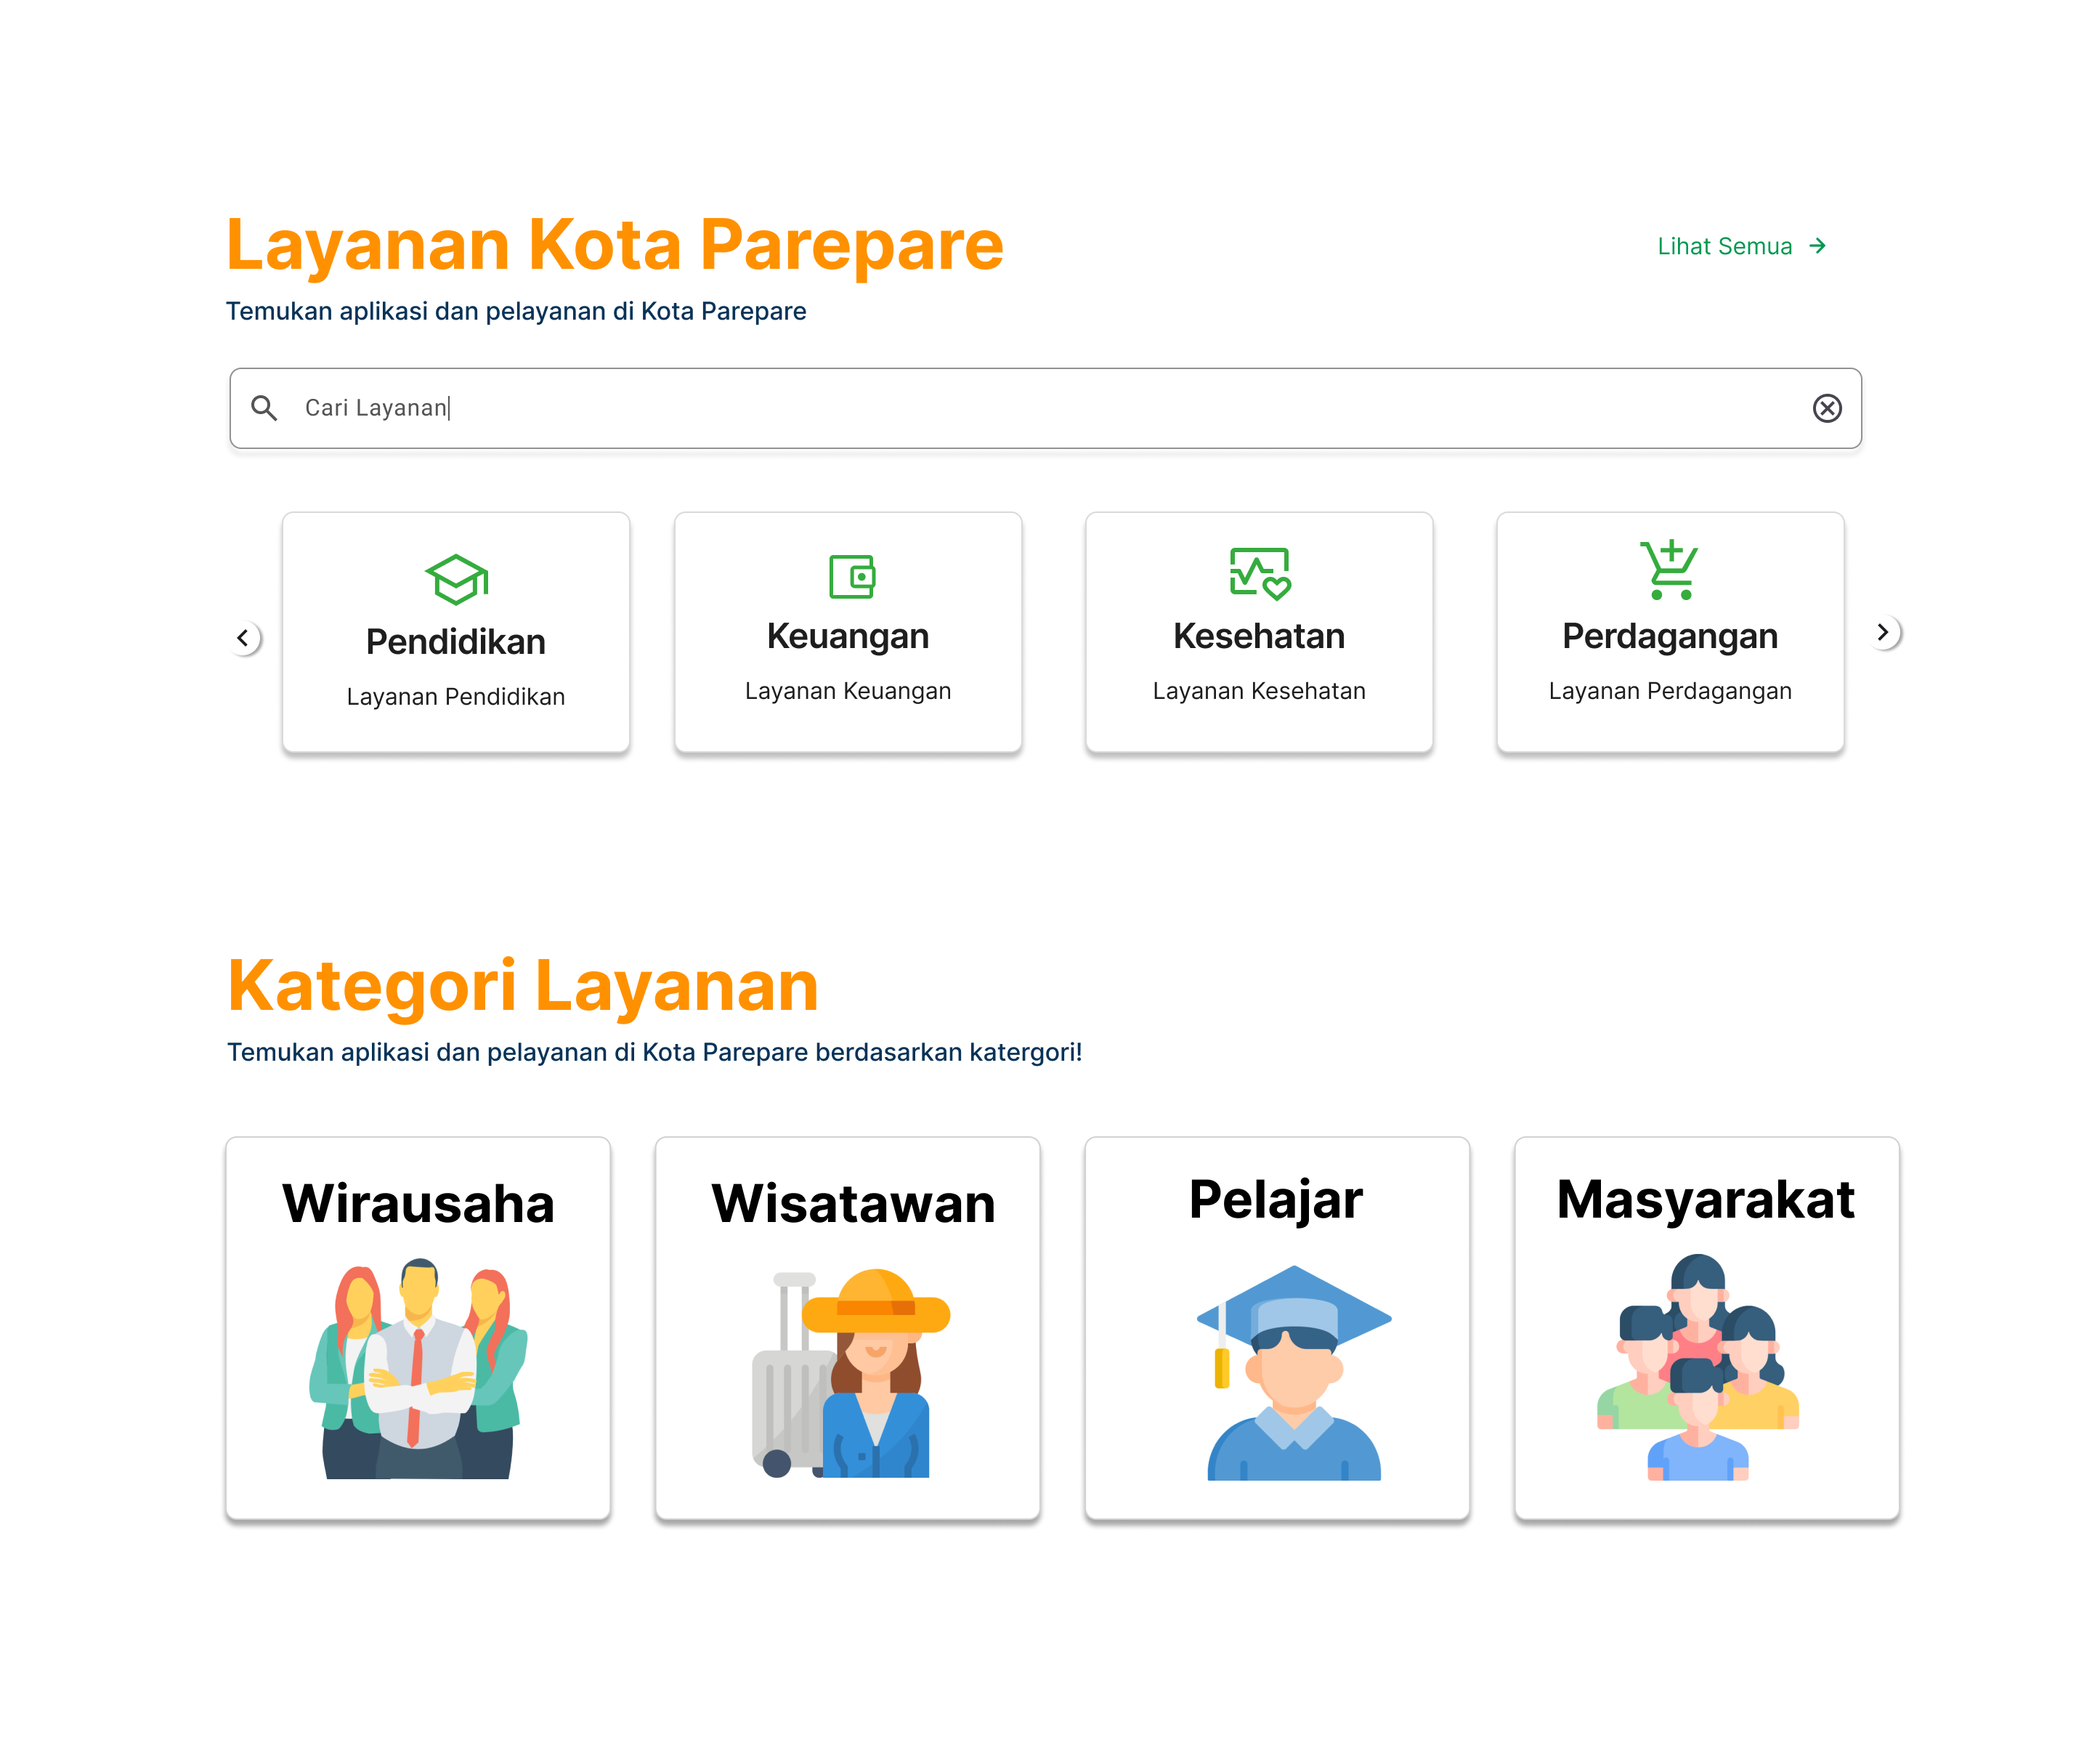 Layanan Kota Parepare
Lihat Semua
Temukan aplikasi dan pelayanan di Kota Parepare
Cari Layanan
Pendidikan
Layanan Pendidikan
Keuangan
Layanan Keuangan
Kesehatan
Layanan Kesehatan
Perdagangan
Layanan Perdagangan
Kategori Layanan
Temukan aplikasi dan pelayanan di Kota Parepare berdasarkan katergori!
Wirausaha
Wisatawan
Pelajar
Masyarakat